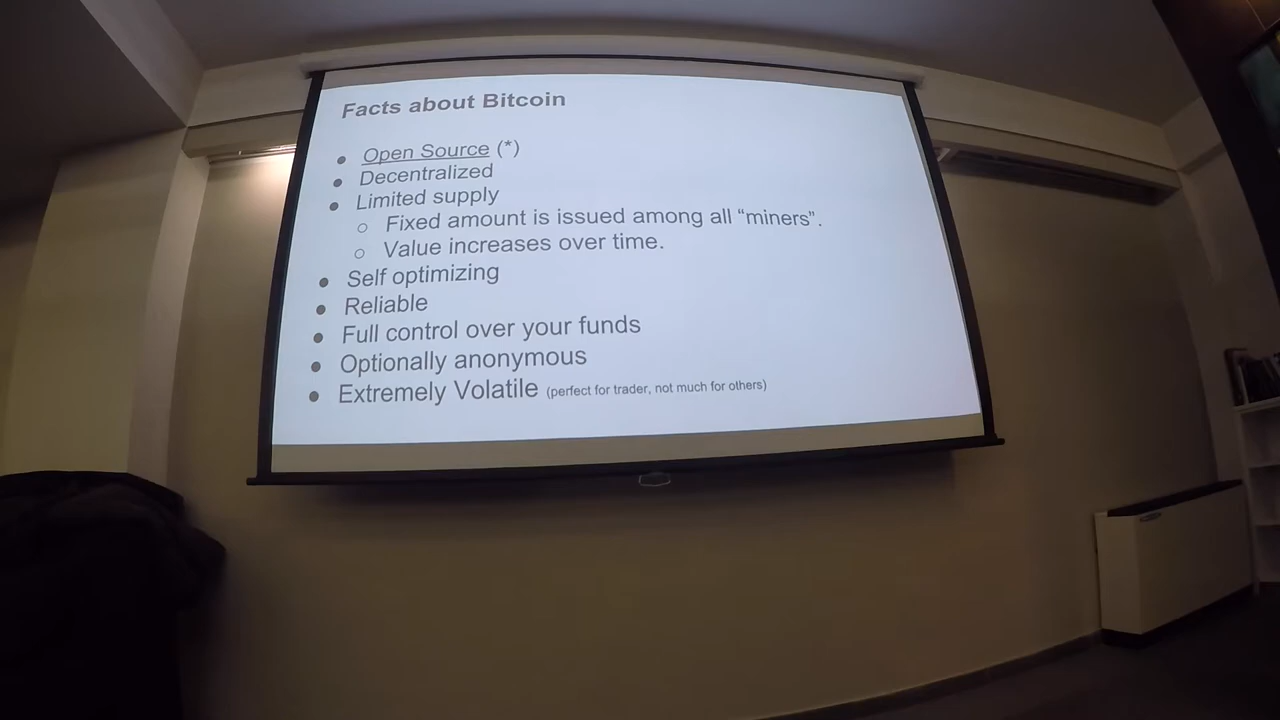 Facts about Bitcoin
● Open Source (*)
● Decentralized
● Limited supply
○ Fixed amount is issued among all “miners”.
○ Value increases over time.
● Self optimizing
● Reliable
● Full control over your funds
● Optionally anonymous
● Extremely Volatile (perfect for trader, not much for others)